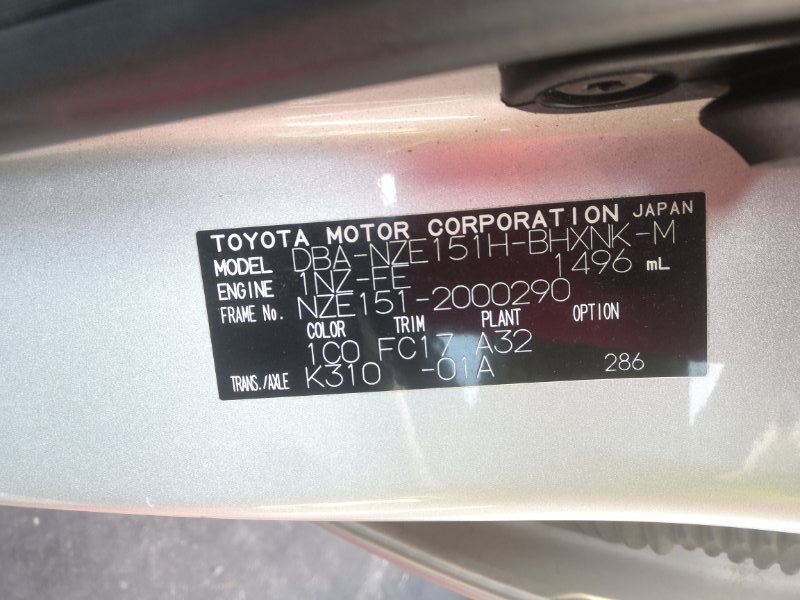 TOYOTA MOTOR CORPORATION JAPAN
MODEL DBA-NZE151H-BHXNK-M
ENGINE 1NZ-FE 1496 mL
FRAME No. NZE151-2000290
COLOR TRIM PLANT OPTION
1C0 FC17 A32
TRANS./AXLE K310 -01A 286